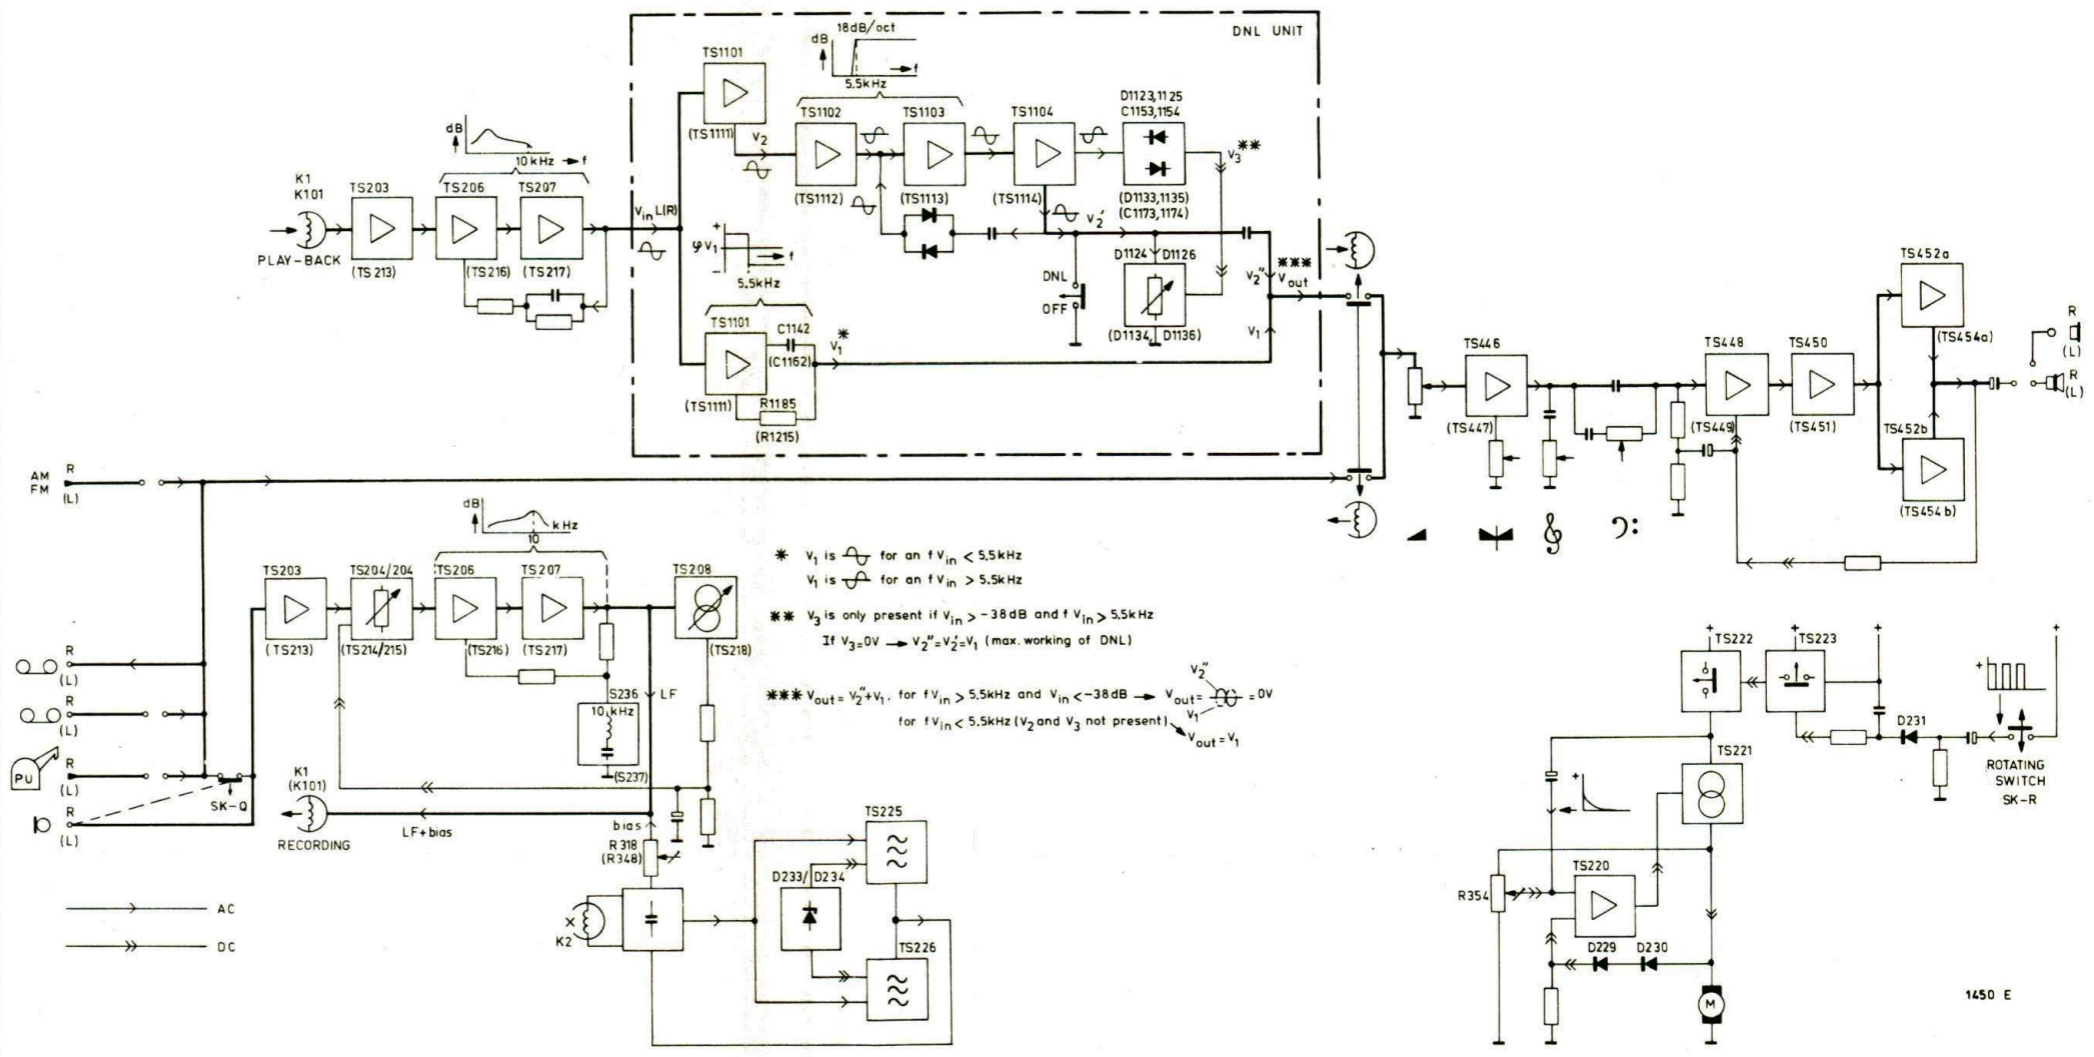 DNL UNIT
18dB/oct
dB
f
5.5kHz
TS1101
(TS1111)
V2
TS1102
(TS1112)
TS1103
(TS1113)
TS1104
(TS1114)
D1123,1125
C1153,1154
(D1133,1135)
(C1173,1174)
V3**
dB
10 kHz f
K1
K101
PLAY-BACK
TS203
(TS213)
TS206
(TS216)
TS207
(TS217)
Vin L(R)
+
φV1
-
f
5.5kHz
V2'
DNL
OFF
D1124 D1126
(D1134, D1136)
V2''
***
Vout
V1
TS1101
(TS1111)
C1142
(C1162)
R1185
(R1215)
V1*
TS446
(TS447)
TS448
(TS449)
TS450
(TS451)
TS452a
(TS454a)
TS452b
(TS454b)
R
(L)
R
(L)
AM
FM
R
(L)
dB
kHz
10
TS203
(TS213)
TS204/204
(TS214/215)
TS206
(TS216)
TS207
(TS217)
TS208
(TS218)
S236
10 kHz
(S237)
LF
R
(L)
R
(L)
PU
R
(L)
R
(L)
SK-Q
K1
(K101)
RECORDING
LF+bias
bias
R318
(R348)
K2
D233/D234
TS225
TS226
AC
DC
* V1 is for an f Vin < 5,5kHz
V1 is for an f Vin > 5.5kHz
** V3 is only present if Vin > -38dB and f Vin > 5,5kHz
If V3=0V → V2''=V2'=V1 (max. working of DNL)
*** Vout = V2''+V1. for f Vin > 5,5kHz and Vin < -38dB → Vout = = 0V
V2''
V1
for f Vin < 5.5kHz (V2 and V3 not present) Vout = V1
+
TS222
+
TS223
+
+
+
D231
ROTATING
SWITCH
SK-R
TS221
+
R354
TS220
D229
D230
M
1450 E